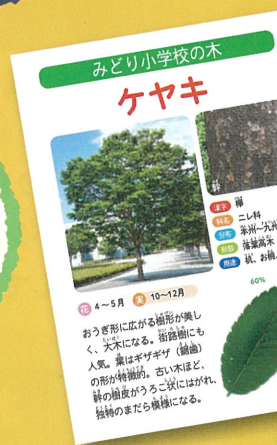 みどり小学校の木
ケヤキ
幹
漢字 欅
科名 ニレ科
分布 本州〜九州
樹形 落葉高木
用途 机、お椀、
花 4〜5月 実 10〜12月
60%
おうぎ形に広がる樹形が美し
く、大木になる。街路樹にも
人気。葉はギザギザ（鋸歯）
の形が特徴的。古い木ほど、
幹の樹皮がうろこ状にはがれ、
独特のまだら模様になる。